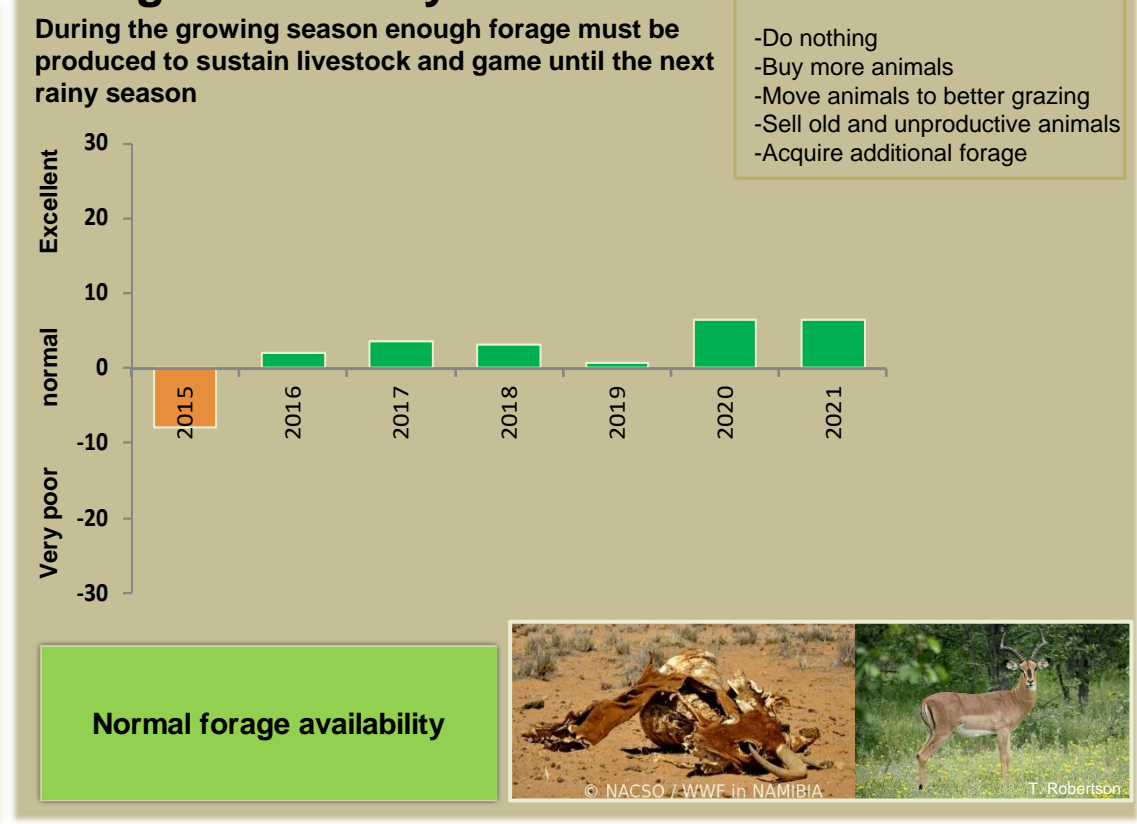 During the growing season enough forage must be
produced to sustain livestock and game until the next
rainy season
-Do nothing
-Buy more animals
-Move animals to better grazing
-Sell old and unproductive animals
-Acquire additional forage
Excellent
normal
Very poor
30
20
10
0
-10
-20
-30
2015
2016
2017
2018
2019
2020
2021
Normal forage availability
© NACSO / WWF in NAMIBIA
T. Robertson